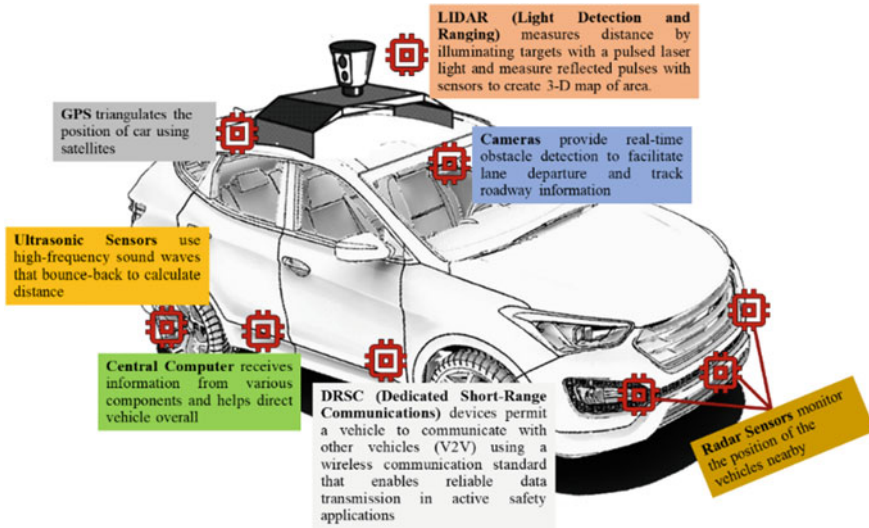 LIDAR (Light Detection and
Ranging) measures distance by
illuminating targets with a pulsed laser
light and measure reflected pulses with
sensors to create 3-D map of area.
GPS triangulates the
position of car using
satellites
Cameras provide real-time
obstacle detection to facilitate
lane departure and track
roadway information
Ultrasonic Sensors use
high-frequency sound waves
that bounce-back to calculate
distance
Central Computer receives
information from various
components and helps direct
vehicle overall
DRSC (Dedicated Short-Range
Communications) devices permit
a vehicle to communicate with
other vehicles (V2V) using a
wireless communication standard
that enables reliable data
transmission in active safety
applications
Radar Sensors monitor
the position of the
vehicles nearby